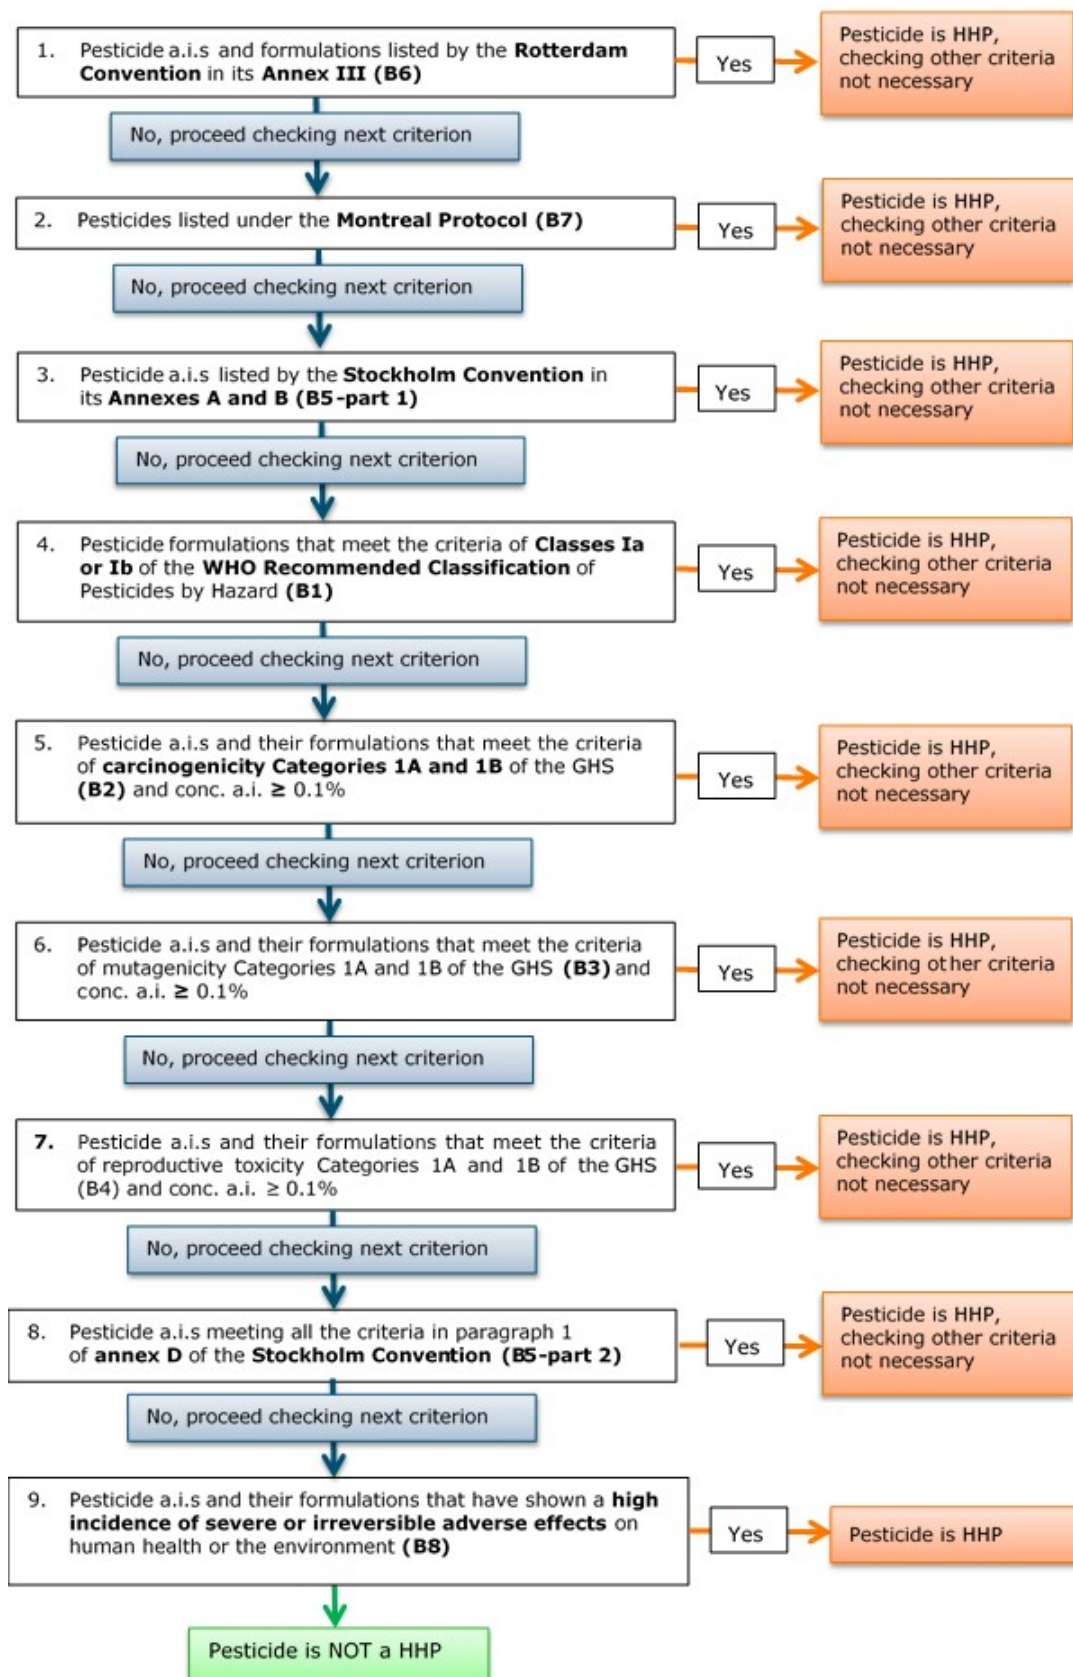 1. Pesticide a.i.s and formulations listed by the Rotterdam
Convention in its Annex III (B6)
Yes
Pesticide is HHP,
checking other criteria
not necessary
No, proceed checking next criterion
2. Pesticides listed under the Montreal Protocol (B7)
Yes
Pesticide is HHP,
checking other criteria
not necessary
No, proceed checking next criterion
3. Pesticide a.i.s listed by the Stockholm Convention in
its Annexes A and B (B5-part 1)
Yes
Pesticide is HHP,
checking other criteria
not necessary
No, proceed checking next criterion
4. Pesticide formulations that meet the criteria of Classes Ia
or Ib of the WHO Recommended Classification of
Pesticides by Hazard (B1)
Yes
Pesticide is HHP,
checking other criteria
not necessary
No, proceed checking next criterion
5. Pesticide a.i.s and their formulations that meet the criteria
of carcinogenicity Categories 1A and 1B of the GHS
(B2) and conc. a.i. ≥ 0.1%
Yes
Pesticide is HHP,
checking other criteria
not necessary
No, proceed checking next criterion
6. Pesticide a.i.s and their formulations that meet the criteria
of mutagenicity Categories 1A and 1B of the GHS (B3) and
conc. a.i. ≥ 0.1%
Yes
Pesticide is HHP,
checking other criteria
not necessary
No, proceed checking next criterion
7. Pesticide a.i.s and their formulations that meet the criteria
of reproductive toxicity Categories 1A and 1B of the GHS
(B4) and conc. a.i. ≥ 0.1%
Yes
Pesticide is HHP,
checking other criteria
not necessary
No, proceed checking next criterion
8. Pesticide a.i.s meeting all the criteria in paragraph 1
of annex D of the Stockholm Convention (B5-part 2)
Yes
Pesticide is HHP,
checking other criteria
not necessary
No, proceed checking next criterion
9. Pesticide a.i.s and their formulations that have shown a high
incidence of severe or irreversible adverse effects on
human health or the environment (B8)
Yes
Pesticide is HHP
Pesticide is NOT a HHP